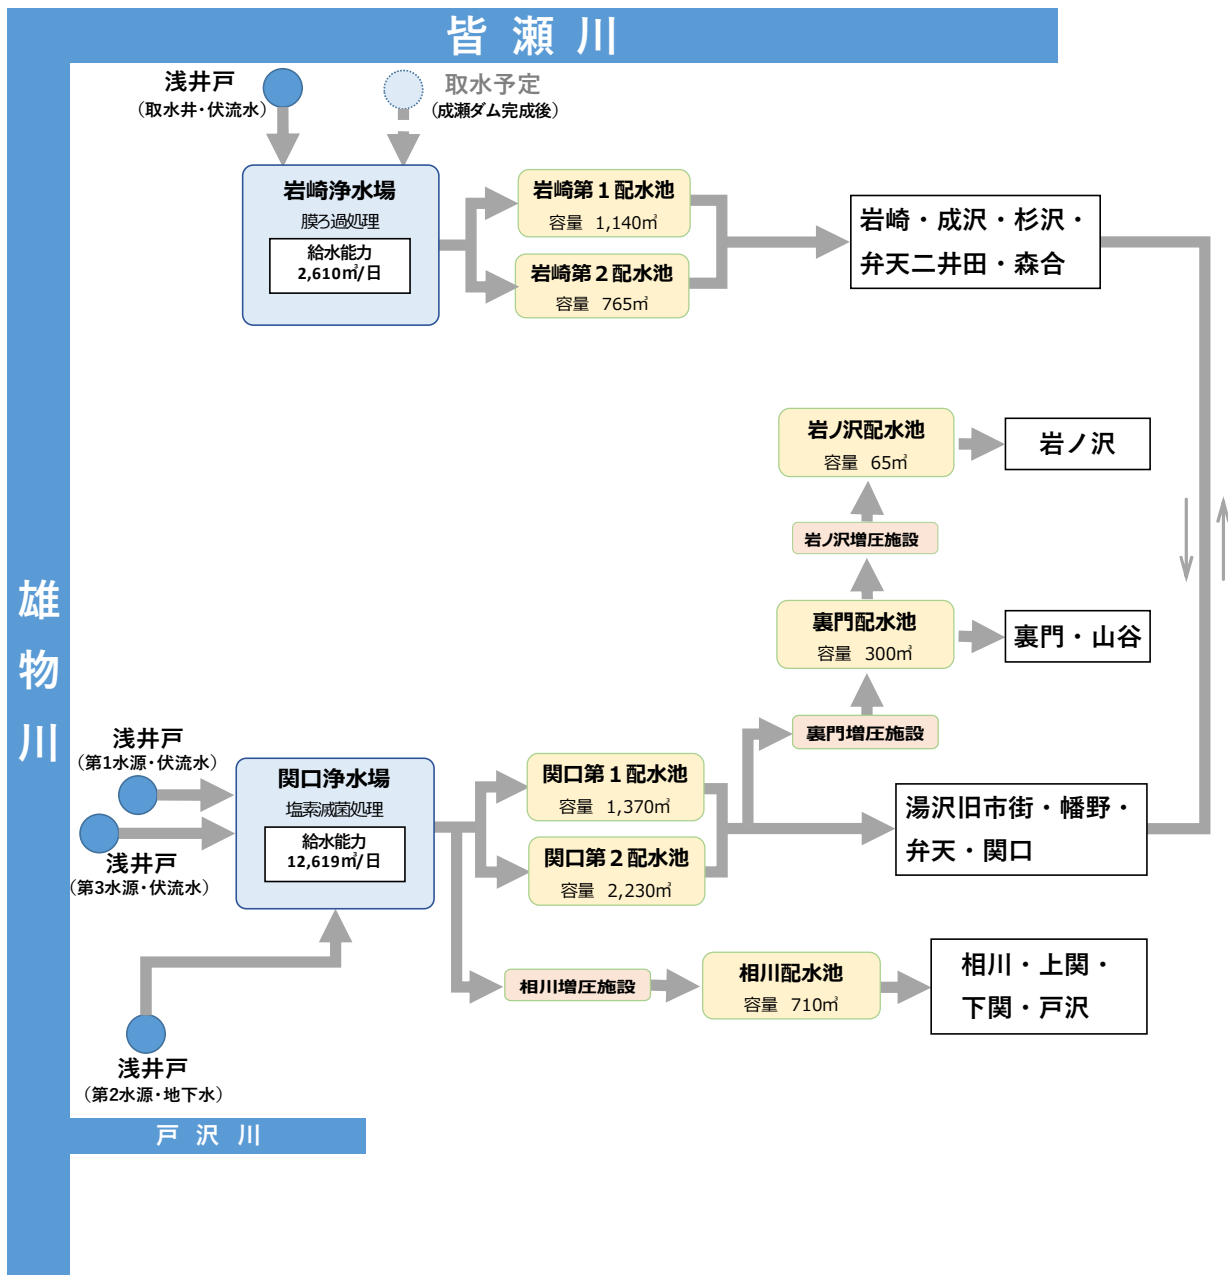 皆瀬川
浅井戸
（取水井・伏流水）
取水予定
（成瀬ダム完成後）
岩崎浄水場
膜ろ過処理
給水能力
2,610㎥/日
岩崎第１配水池
容量 1,140㎥
岩崎第２配水池
容量 765㎥
岩崎・成沢・杉沢・
弁天二井田・森合
岩ノ沢配水池
容量 65㎥
岩ノ沢
岩ノ沢増圧施設
裏門配水池
容量 300㎥
裏門・山谷
裏門増圧施設
雄物川
浅井戸
（第1水源・伏流水）
浅井戸
（第3水源・伏流水）
関口浄水場
塩素滅菌処理
給水能力
12,619㎥/日
関口第１配水池
容量 1,370㎥
関口第２配水池
容量 2,230㎥
湯沢旧市街・幡野・
弁天・関口
相川増圧施設
相川配水池
容量 710㎥
相川・上関・
下関・戸沢
浅井戸
（第2水源・地下水）
戸沢川